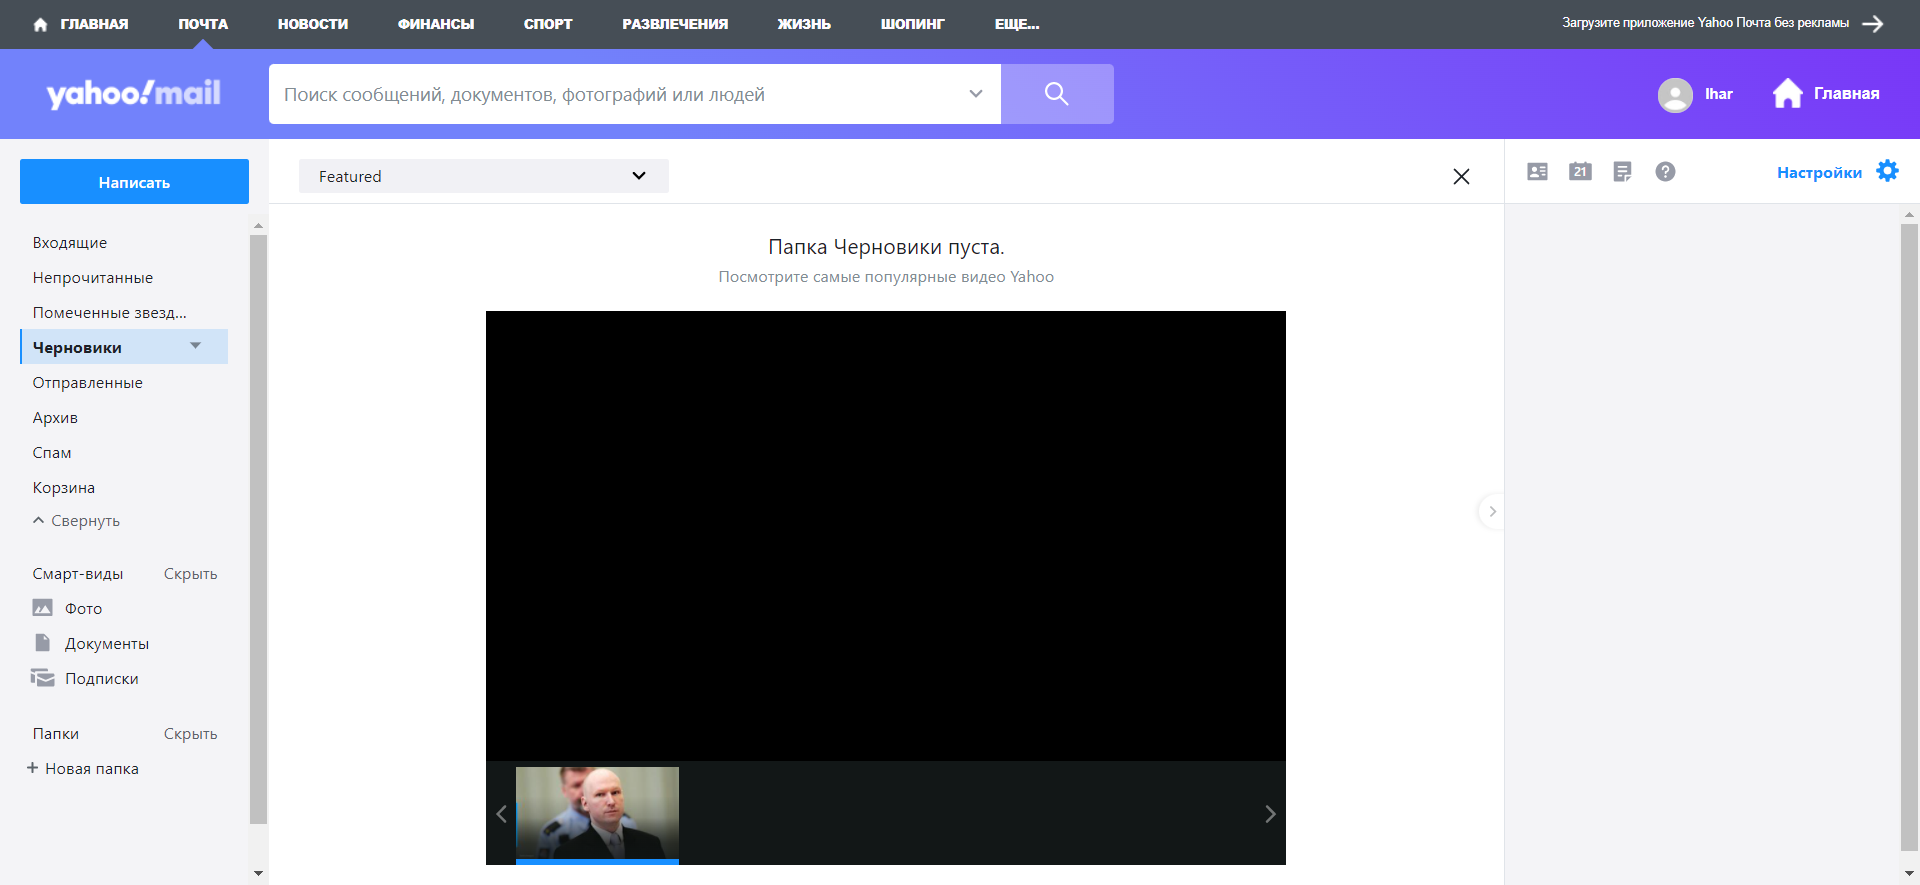 ГЛАВНАЯ ПОЧТА НОВОСТИ ФИНАНСЫ СПОРТ РАЗВЛЕЧЕНИЯ ЖИЗНЬ ШОПИНГ ЕЩЕ... Загрузите приложение Yahoo Почта без рекламы
yahoo!mail Поиск сообщений, документов, фотографий или людей Ihar Главная
Написать Featured 21 ? Настройки
Входящие
Непрочитанные
Помеченные звезд...
Черновики
Отправленные
Архив
Спам
Корзина
Свернуть
Смарт-виды Скрыть
Фото
Документы
Подписки
Папки Скрыть
+ Новая папка
Папка Черновики пуста.
Посмотрите самые популярные видео Yahoo